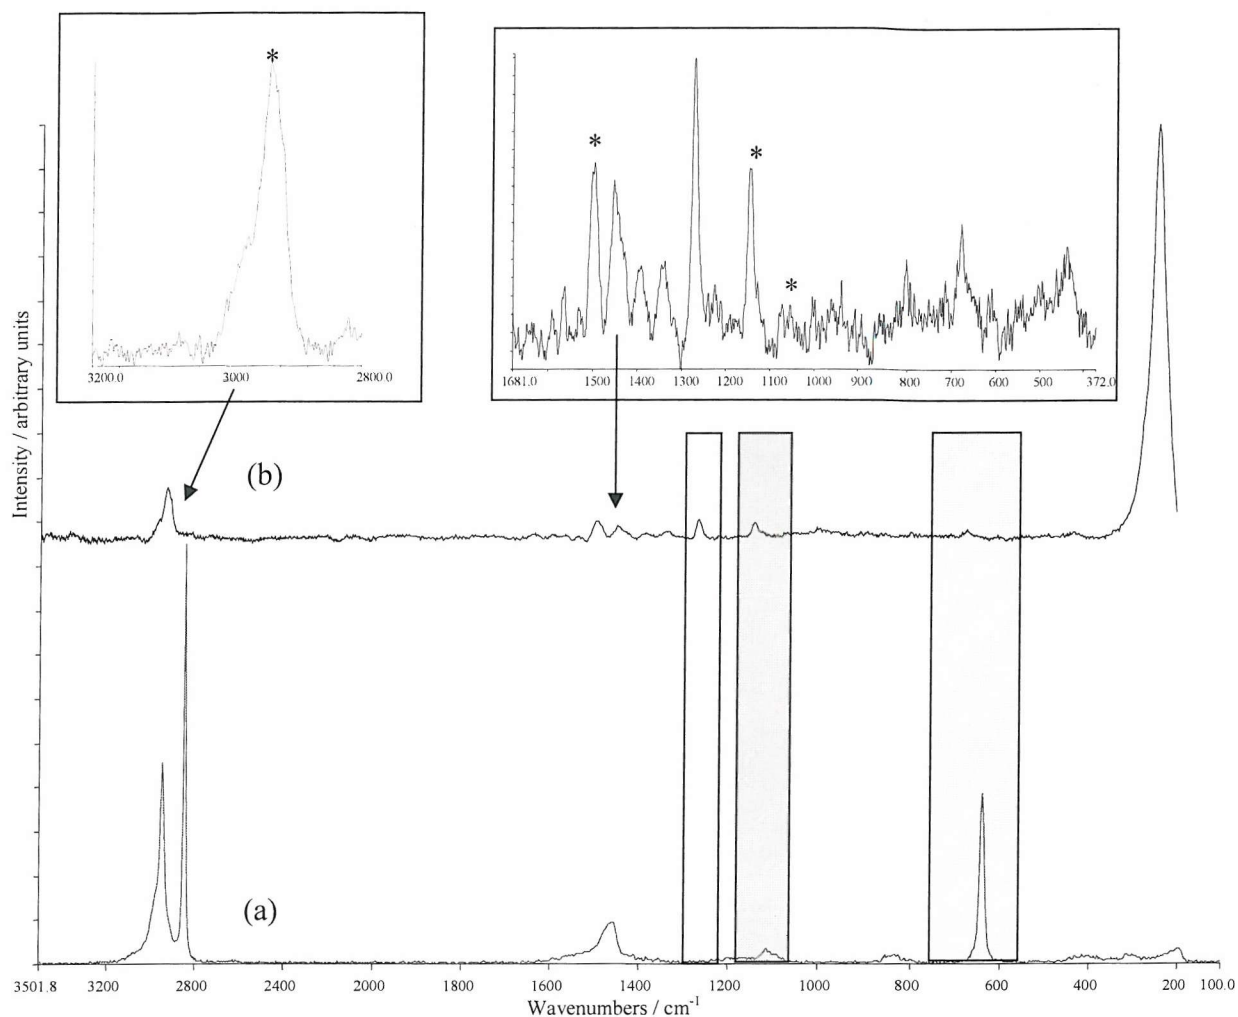 *
3200.0 3000 2800.0
* * *
1681.0 1500 1400 1300 1200 1100 1000 900 800 700 600 500 372.0
Intensity / arbitrary units
(b)
(a)
3501.8 3200 2800 2400 2000 1600 1400 1200 1000 800 600 400 200 100.0
Wavenumbers / cm⁻¹